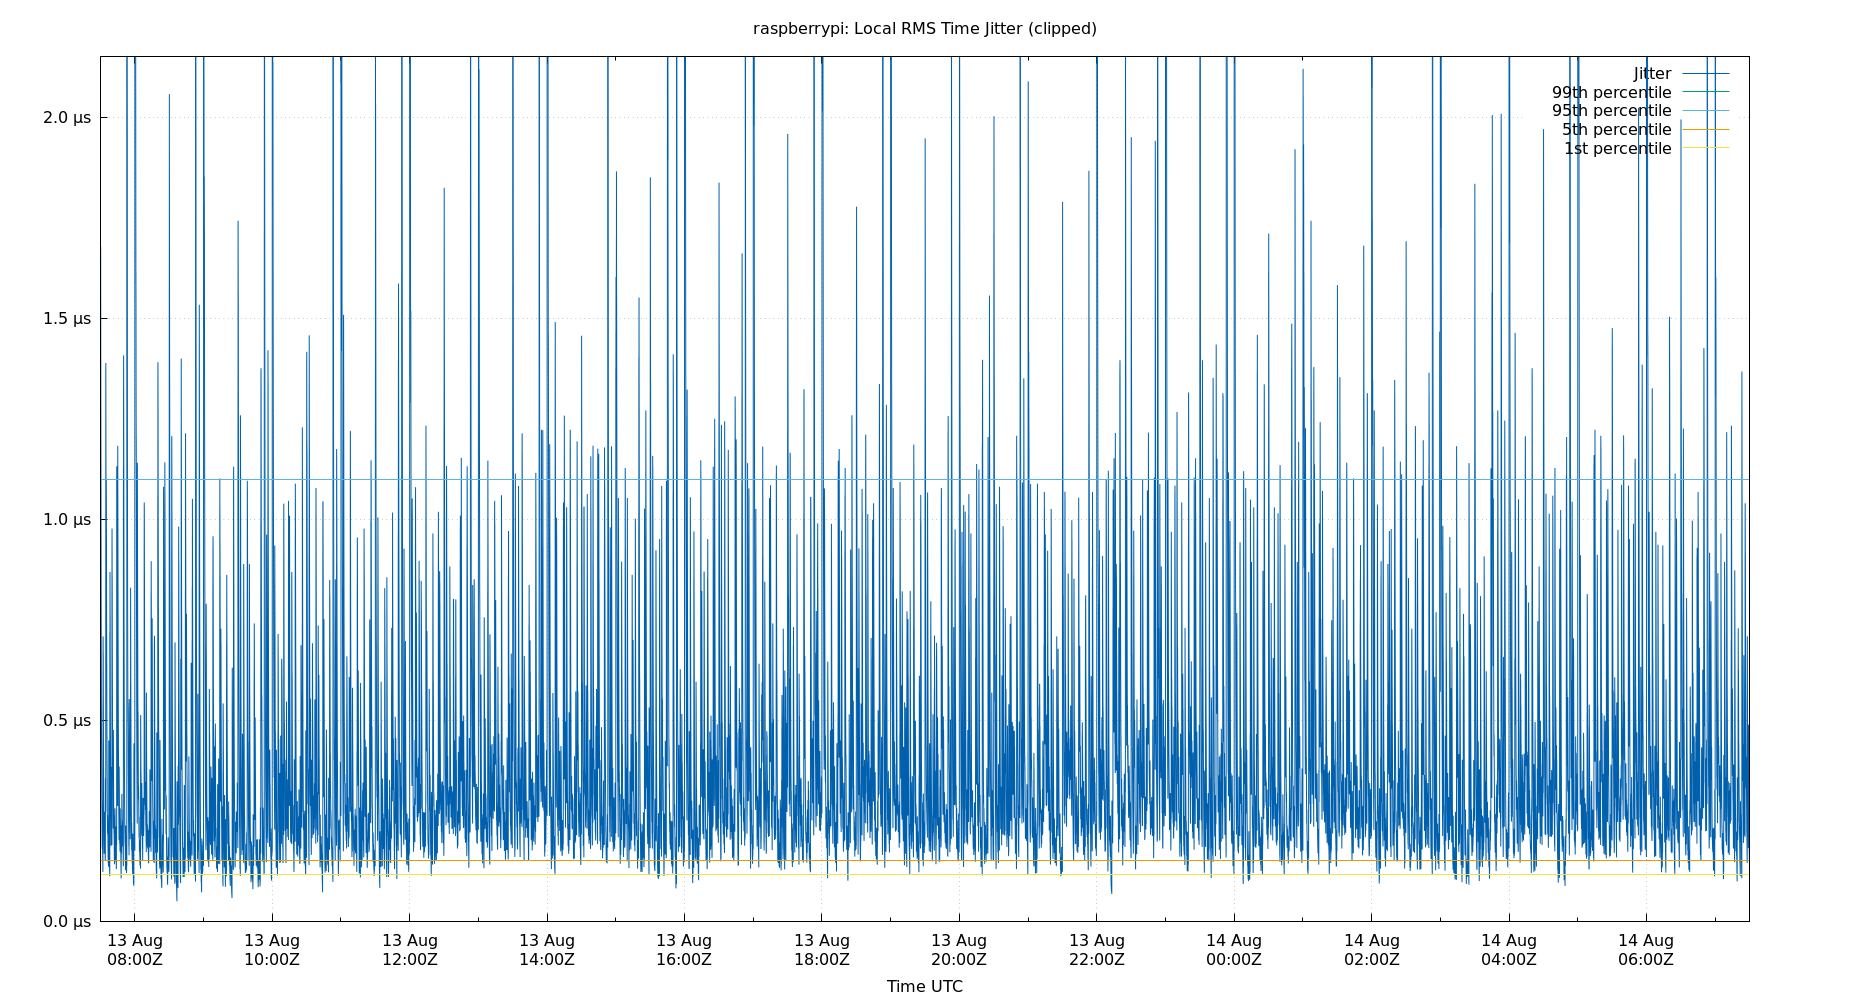 raspberrypi: Local RMS Time Jitter (clipped)
Jitter
99th percentile
95th percentile
5th percentile
1st percentile
2.0 µs
1.5 µs
1.0 µs
0.5 µs
0.0 µs
13 Aug 13 Aug 13 Aug 13 Aug 13 Aug 13 Aug 13 Aug 13 Aug 14 Aug 14 Aug 14 Aug 14 Aug
08:00Z 10:00Z 12:00Z 14:00Z 16:00Z 18:00Z 20:00Z 22:00Z 00:00Z 02:00Z 04:00Z 06:00Z
Time UTC